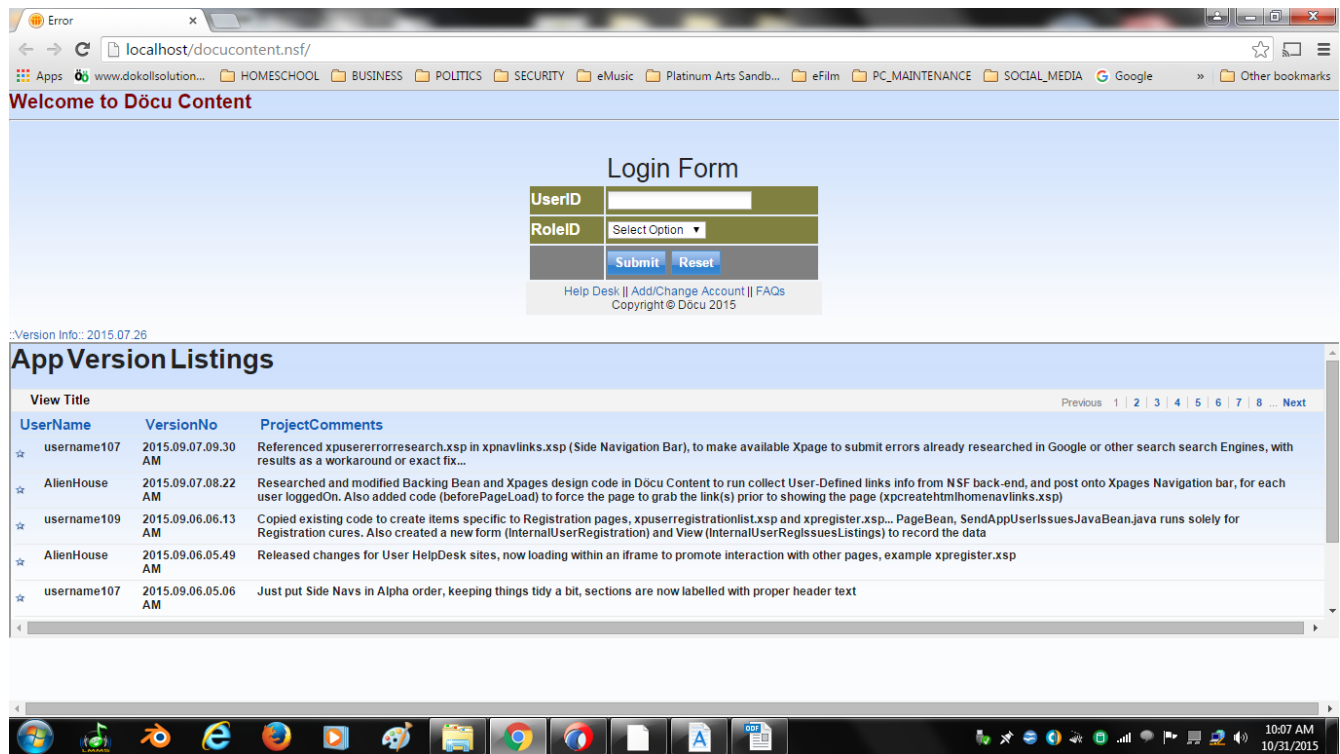 Error
localhost/docucontent.nsf/
Apps www.dokollsolution... HOMESCHOOL BUSINESS POLITICS SECURITY eMusic Platinum Arts Sandb... eFilm PC_MAINTENANCE SOCIAL_MEDIA Google » Other bookmarks
Welcome to Döcu Content
Login Form
UserID
RoleID Select Option
Submit Reset
Help Desk || Add/Change Account || FAQs
Copyright © Döcu 2015
::Version Info:: 2015.07.26
App Version Listings
View Title Previous 1 | 2 | 3 | 4 | 5 | 6 | 7 | 8 ... Next
UserName VersionNo ProjectComments
username107 2015.09.07.09.30 Referenced xpusererrorresearch.xsp in xpnavlinks.xsp (Side Navigation Bar), to make available Xpage to submit errors already researched in Google or other search search Engines, with
AM results as a workaround or exact fix...
AlienHouse 2015.09.07.08.22 Researched and modified Backing Bean and Xpages design code in Döcu Content to run collect User-Defined links info from NSF back-end, and post onto Xpages Navigation bar, for each
AM user loggedOn. Also added code (beforePageLoad) to force the page to grab the link(s) prior to showing the page (xpcreatehtmlhomenavlinks.xsp)
username109 2015.09.06.06.13 Copied existing code to create items specific to Registration pages, xpuserregistrationlist.xsp and xpregister.xsp... PageBean, SendAppUserIssuesJavaBean.java runs solely for
AM Registration cures. Also created a new form (InternalUserRegistration) and View (InternalUserRegIssuesListings) to record the data
AlienHouse 2015.09.06.05.49 Released changes for User HelpDesk sites, now loading within an iframe to promote interaction with other pages, example xpregister.xsp
AM
username107 2015.09.06.05.06 Just put Side Navs in Alpha order, keeping things tidy a bit, sections are now labelled with proper header text
AM
LMMS
ODF
10:07 AM
10/31/2015